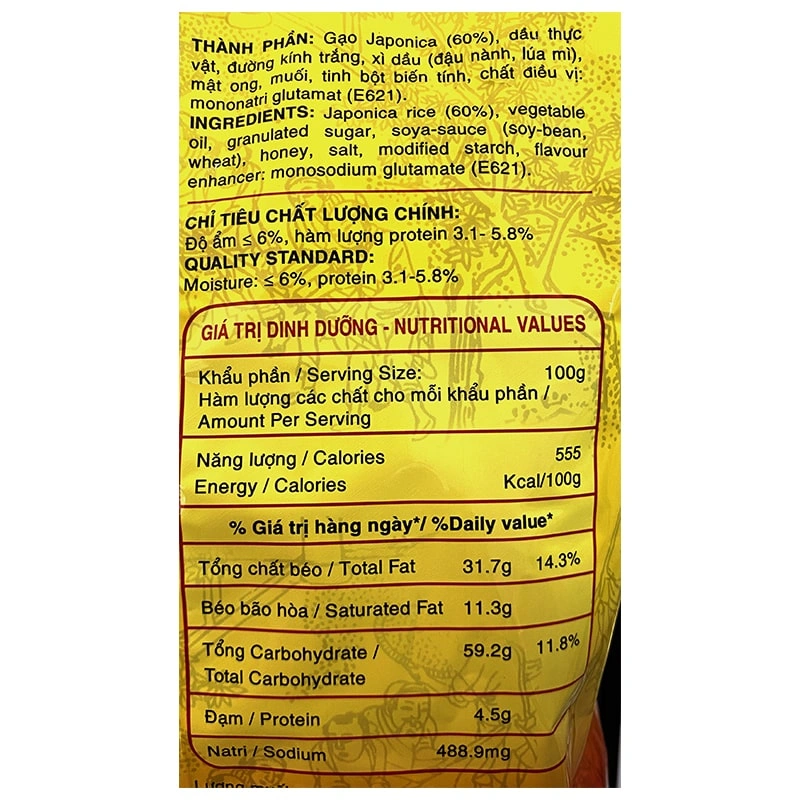 THÀNH PHẦN: Gạo Japonica (60%), dầu thực
vật, đường kính trắng, xì dầu (đậu nành, lúa mì),
mật ong, muối, tinh bột biến tính, chất điều vị:
mononatri glutamat (E621).
INGREDIENTS: Japonica rice (60%), vegetable
oil, granulated sugar, soya-sauce (soy-bean,
wheat), honey, salt, modified starch, flavour
enhancer: monosodium glutamate (E621).
CHỈ TIÊU CHẤT LƯỢNG CHÍNH:
Độ ẩm ≤ 6%, hàm lượng protein 3.1- 5.8%
QUALITY STANDARD:
Moisture: ≤ 6%, protein 3.1-5.8%
GIÁ TRỊ DINH DƯỠNG - NUTRITIONAL VALUES
Khẩu phần / Serving Size: 100g
Hàm lượng các chất cho mỗi khẩu phần /
Amount Per Serving
Năng lượng / Calories 555
Energy / Calories Kcal/100g
% Giá trị hàng ngày*/ %Daily value*
Tổng chất béo / Total Fat 31.7g 14.3%
Béo bão hòa / Saturated Fat 11.3g
Tổng Carbohydrate / 59.2g 11.8%
Total Carbohydrate
Đạm / Protein 4.5g
Natri / Sodium 488.9mg